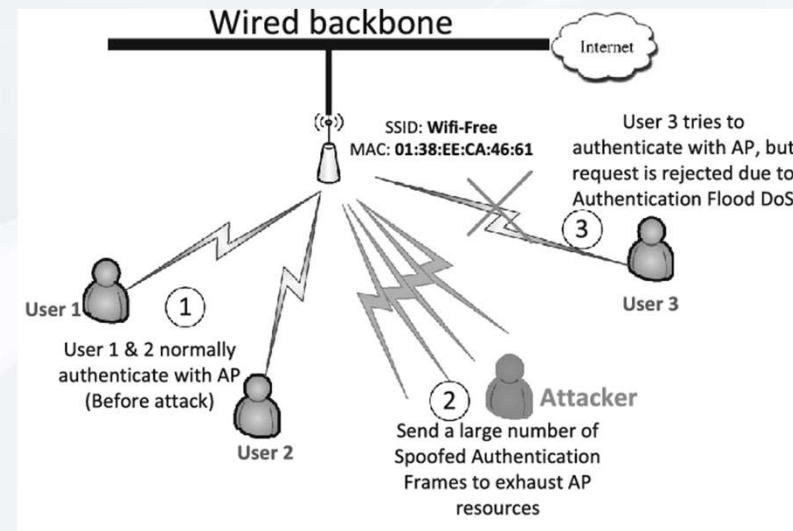 Wired backbone
Internet
SSID: Wifi-Free
MAC: 01:38:EE:CA:46:61
User 3 tries to
authenticate with AP, but
request is rejected due to
Authentication Flood DoS
3
User 3
User 1
1
User 1 & 2 normally
authenticate with AP
(Before attack)
User 2
2
Attacker
Send a large number of
Spoofed Authentication
Frames to exhaust AP
resources